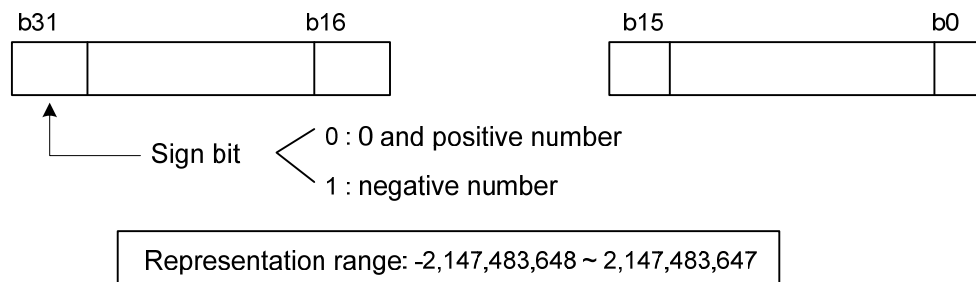 b31 b16 b15 b0
0 : 0 and positive number
Sign bit
1 : negative number
Representation range: -2,147,483,648 ~ 2,147,483,647